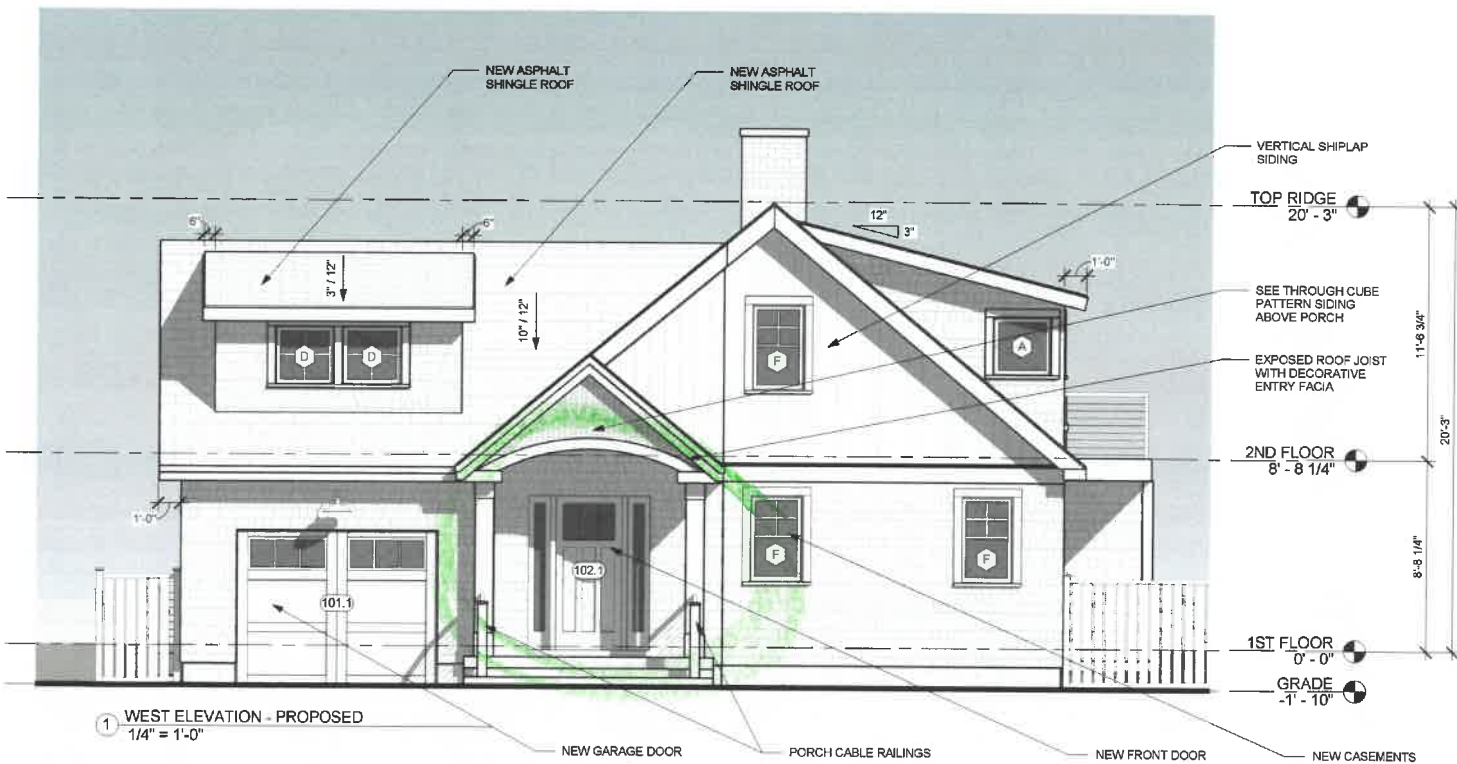 NEW ASPHALT
SHINGLE ROOF
NEW ASPHALT
SHINGLE ROOF
VERTICAL SHIPLAP
SIDING
TOP RIDGE
20' - 3"
6"
6"
12"
3"
1'-0"
3" / 12"
10" / 12"
SEE THROUGH CUBE
PATTERN SIDING
ABOVE PORCH
EXPOSED ROOF JOIST
WITH DECORATIVE
ENTRY FACIA
D
D
F
A
11'-6 3/4"
20'-3"
2ND FLOOR
8' - 8 1/4"
1'-0"
F
F
8'-8 1/4"
101.1
102.1
1ST FLOOR
0' - 0"
GRADE
-1' - 10"
1
WEST ELEVATION - PROPOSED
1/4" = 1'-0"
NEW GARAGE DOOR
PORCH CABLE RAILINGS
NEW FRONT DOOR
NEW CASEMENTS